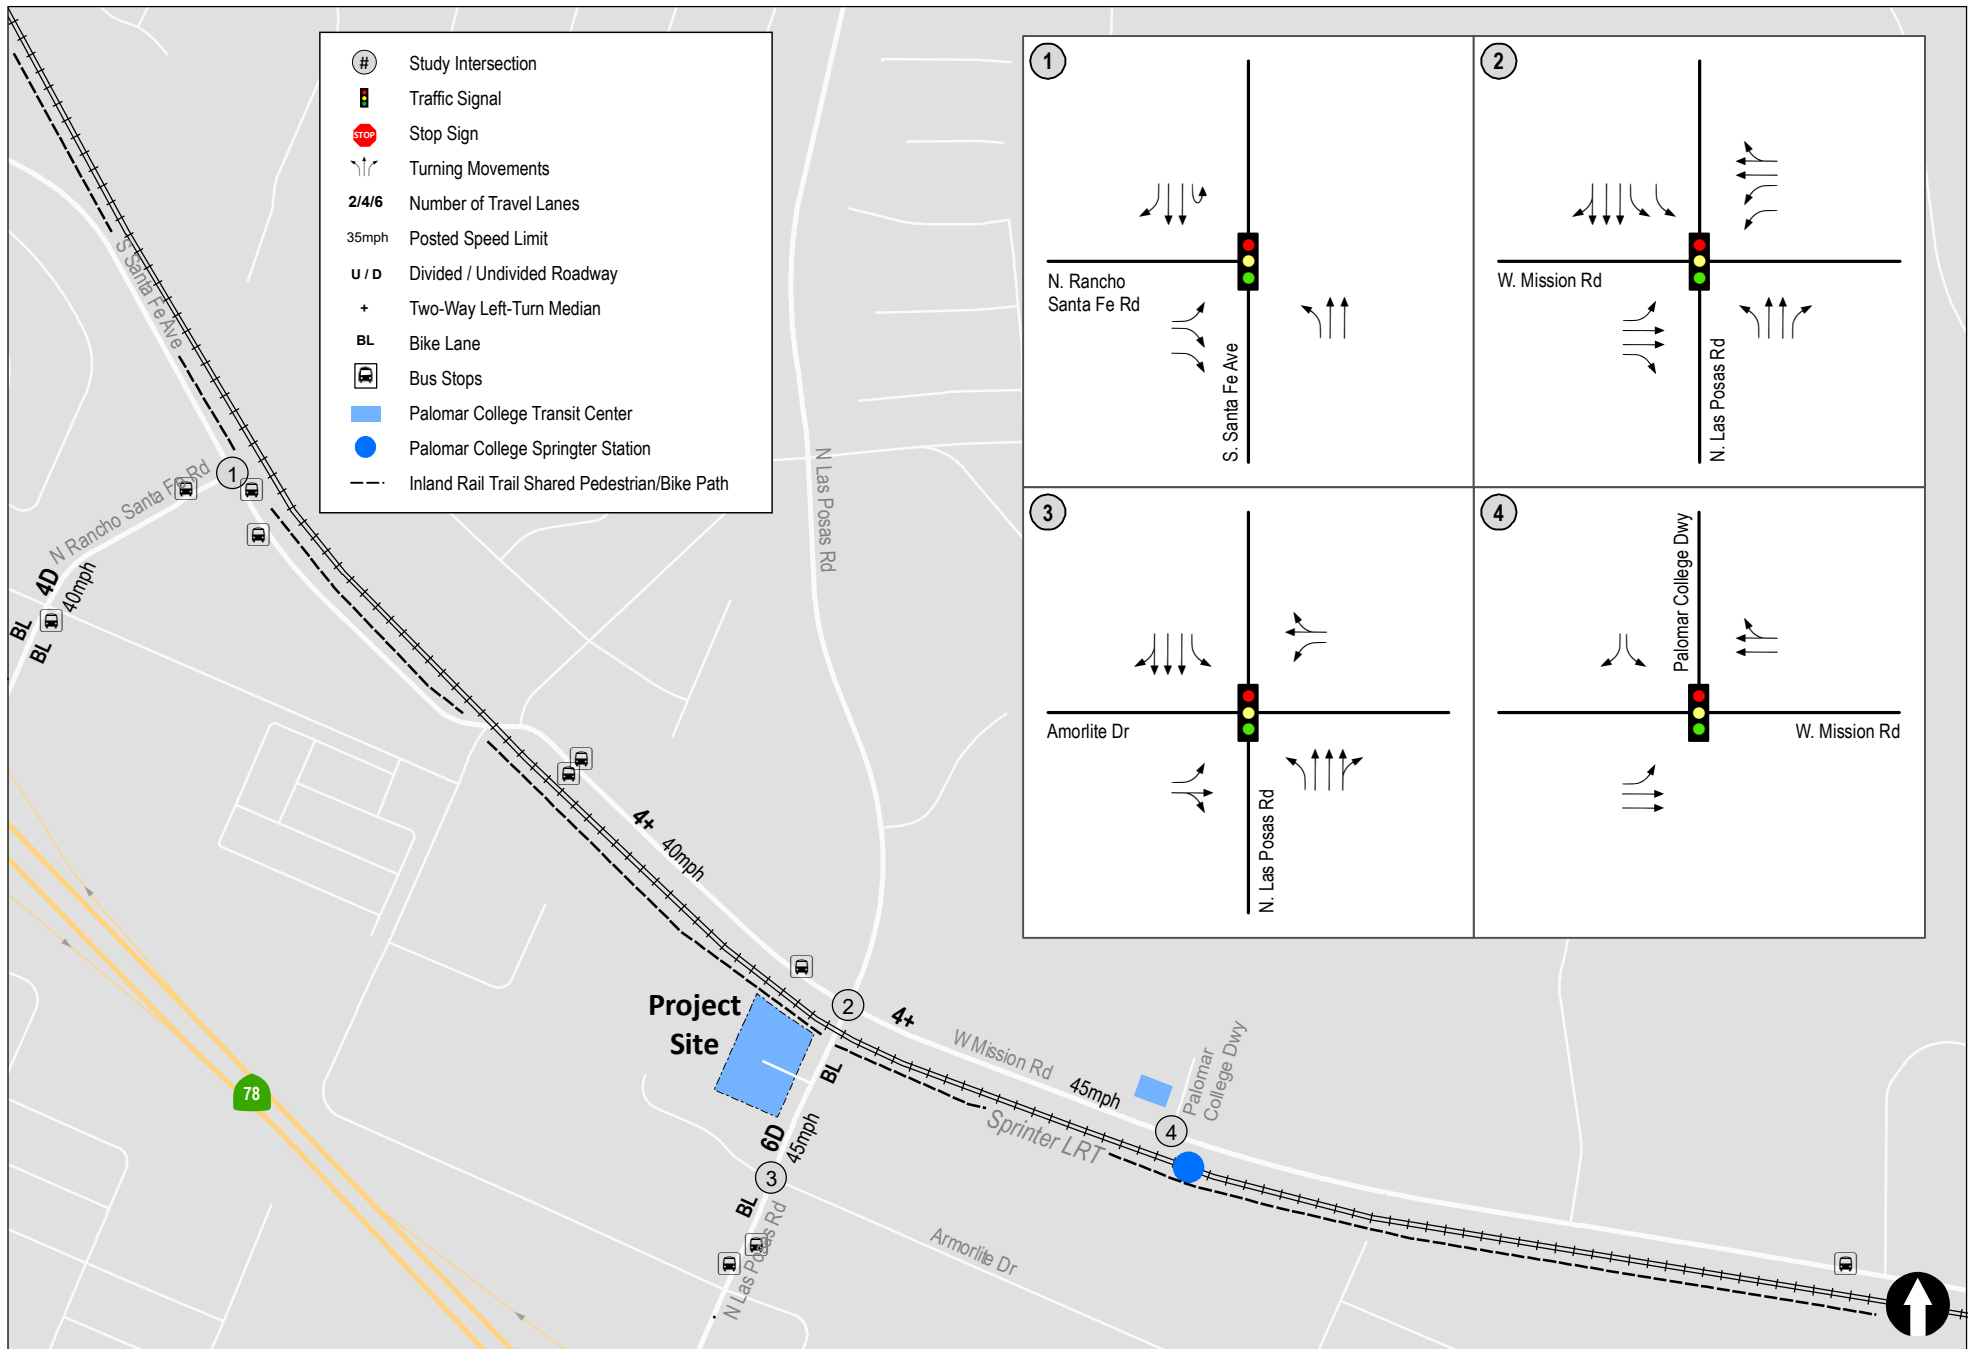 #
Study Intersection
Traffic Signal
STOP
Stop Sign
Turning Movements
2/4/6
Number of Travel Lanes
35mph
Posted Speed Limit
U / D
Divided / Undivided Roadway
+
Two-Way Left-Turn Median
BL
Bike Lane
Bus Stops
Palomar College Transit Center
Palomar College Springter Station
Inland Rail Trail Shared Pedestrian/Bike Path
1
N. Rancho
Santa Fe Rd
S. Santa Fe Ave
2
W. Mission Rd
N. Las Posas Rd
3
Amorlite Dr
N. Las Posas Rd
4
Palomar College Dwy
W. Mission Rd
S Santa Fe Ave
1
N Rancho Santa Fe Rd
4D
40mph
BL
BL
N Las Posas Rd
4+
40mph
Project
Site
2
4+
W Mission Rd
45mph
Palomar
College Dwy
4
Sprinter LRT
BL
6D
45mph
3
BL
N Las Posas Rd
Armorlite Dr
78